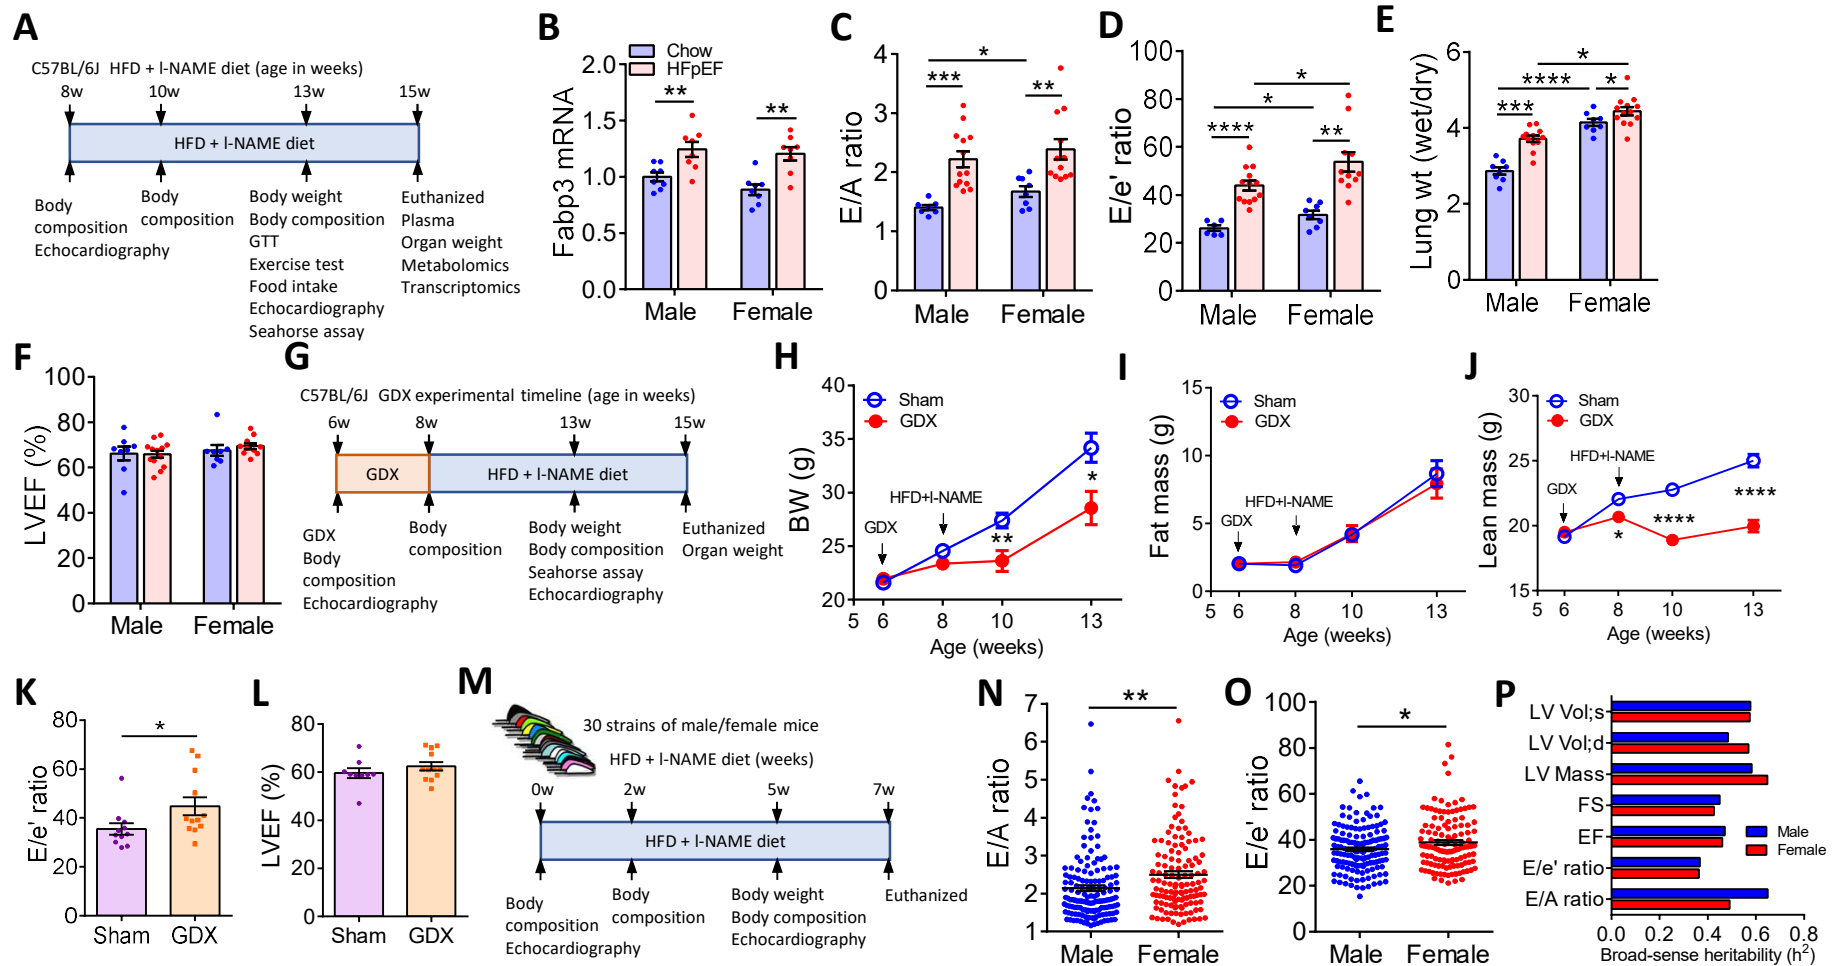 A
C57BL/6J HFD + l-NAME diet (age in weeks)
8w 10w 13w 15w
HFD + l-NAME diet
Body
composition
Echocardiography
Body
composition
Body weight
Body composition
GTT
Exercise test
Food intake
Echocardiography
Seahorse assay
Euthanized
Plasma
Organ weight
Metabolomics
Transcriptomics
B
Chow
HFpEF
Fabp3 mRNA
2.0
1.5
1.0
0.5
0.0
** **
Male Female
C
E/A ratio
4
3
2
1
0
*
*** **
Male Female
D
E/e' ratio
100
80
60
40
20
0
*
*
**** **
Male Female
E
Lung wt (wet/dry)
6
4
2
0
*
**** *
***
Male Female
F
LVEF (%)
100
80
60
40
20
0
Male Female
G
C57BL/6J GDX experimental timeline (age in weeks)
6w 8w 13w 15w
GDX HFD + l-NAME diet
GDX
Body
composition
Echocardiography
Body
composition
Body weight
Body composition
Seahorse assay
Echocardiography
Euthanized
Organ weight
H
BW (g)
40
35
30
25
20
Sham
GDX
HFD+l-NAME
GDX
*
**
5 6 8 10 13
Age (weeks)
I
Fat mass (g)
15
10
5
0
Sham
GDX
HFD+l-NAME
GDX
5 6 8 10 13
Age (weeks)
J
Lean mass (g)
30
25
20
15
Sham
GDX
HFD+l-NAME
GDX
****
****
*
5 6 8 10 13
Age (weeks)
K
E/e' ratio
80
60
40
20
0
*
Sham GDX
L
LVEF (%)
80
60
40
20
0
Sham GDX
M
30 strains of male/female mice
HFD + l-NAME diet (weeks)
0w 2w 5w 7w
HFD + l-NAME diet
Body
composition
Echocardiography
Body
composition
Body weight
Body composition
Echocardiography
Euthanized
N
E/A ratio
7
6
5
4
3
2
1
**
Male Female
O
E/e' ratio
100
80
60
40
20
0
*
Male Female
P
LV Vol;s
LV Vol;d
LV Mass
FS
EF
E/e' ratio
E/A ratio
Male
Female
0.0 0.2 0.4 0.6 0.8
Broad-sense heritability (h²)